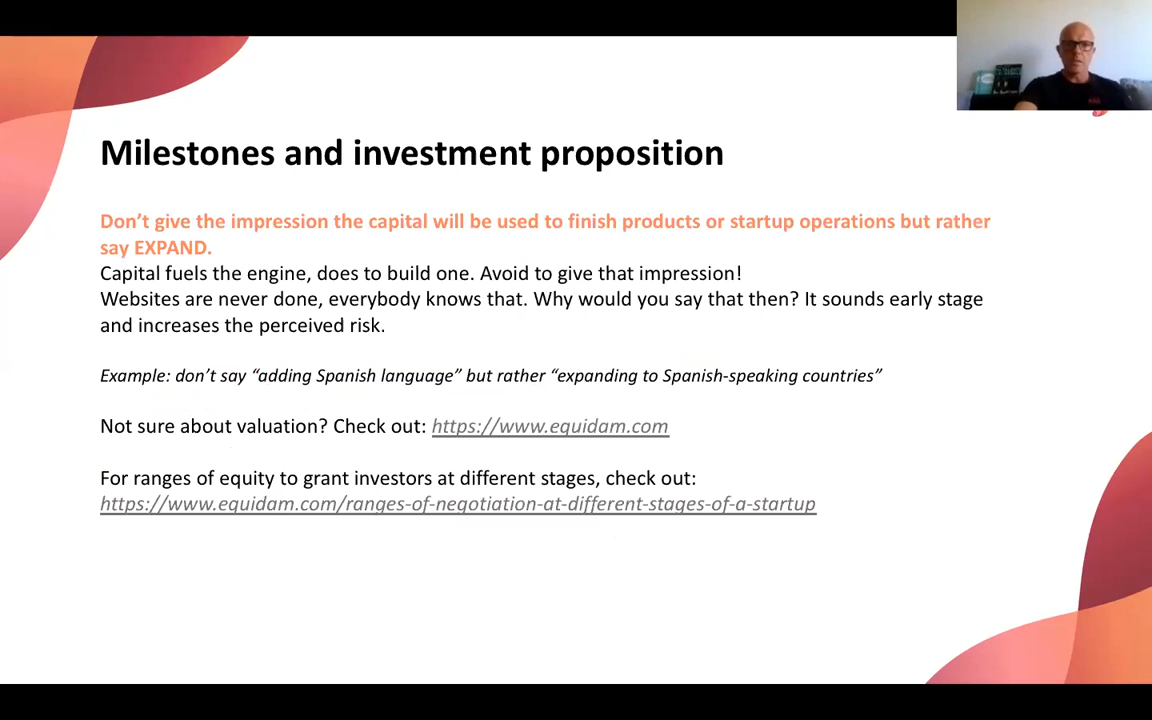 Milestones and investment proposition
Don’t give the impression the capital will be used to finish products or startup operations but rather
say EXPAND.
Capital fuels the engine, does to build one. Avoid to give that impression!
Websites are never done, everybody knows that. Why would you say that then? It sounds early stage
and increases the perceived risk.
Example: don’t say “adding Spanish language” but rather “expanding to Spanish-speaking countries”
Not sure about valuation? Check out: https://www.equidam.com
For ranges of equity to grant investors at different stages, check out:
https://www.equidam.com/ranges-of-negotiation-at-different-stages-of-a-startup